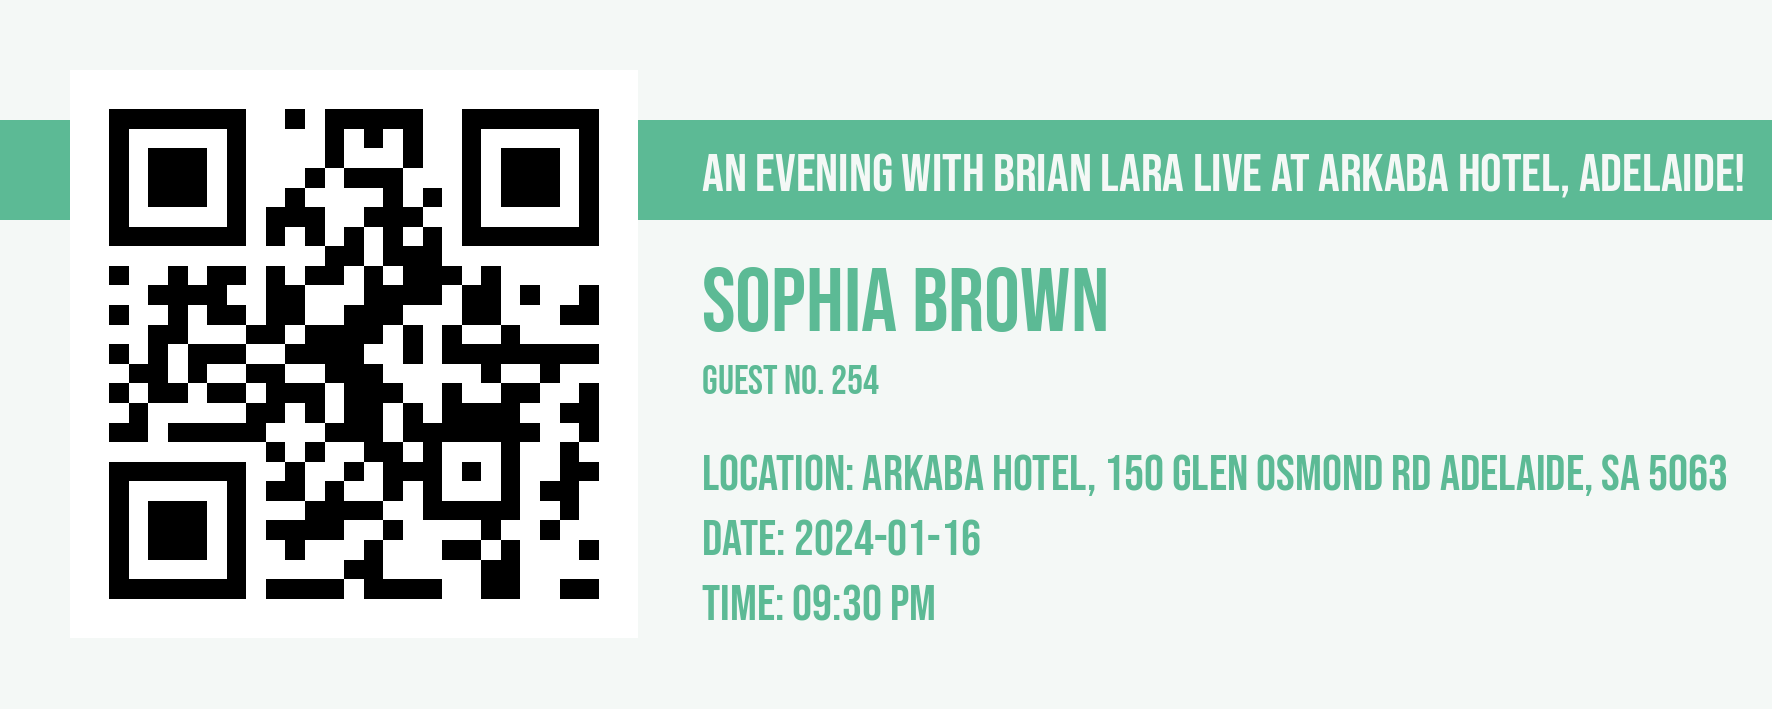 AN EVENING WITH BRIAN LARA LIVE AT ARKABA HOTEL, ADELAIDE!
SOPHIA BROWN
GUEST NO. 254
LOCATION: ARKABA HOTEL, 150 GLEN OSMOND RD ADELAIDE, SA 5063
DATE: 2024-01-16
TIME: 09:30 PM